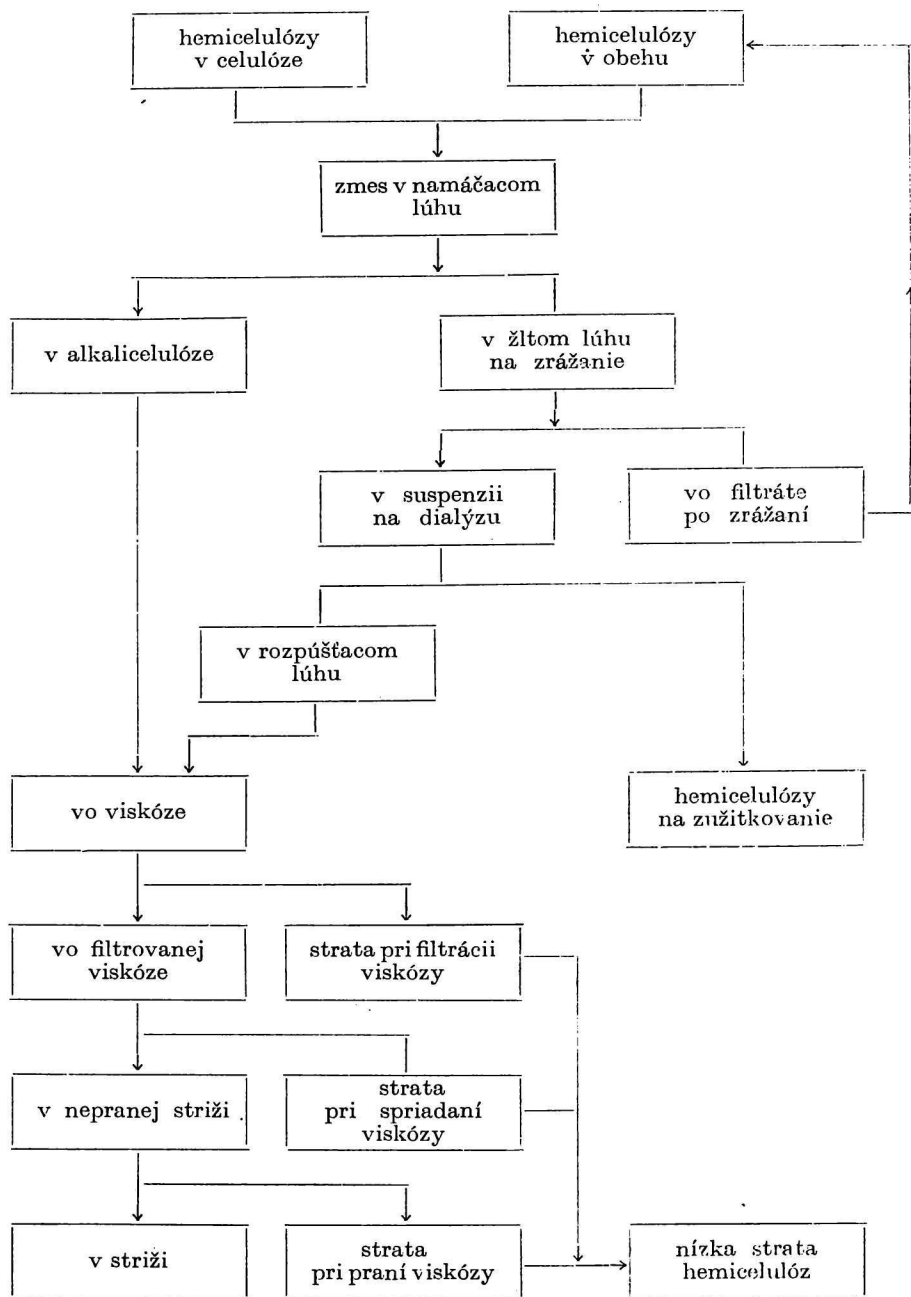 hemicelulózy
v celulóze
hemicelulózy
v obehu
zmes v namáčacom
lúhu
v alkalicelulóze
v žltom lúhu
na zrážanie
v suspenzii
na dialýzu
vo filtráte
po zrážaní
v rozpúšťacom
lúhu
vo viskóze
hemicelulózy
na zužitkovanie
vo filtrovanej
viskóze
strata pri filtrácii
viskózy
v nepranej striži
strata
pri spriadaní
viskózy
v striži
strata
pri praní viskózy
nízka strata
hemicelulóz